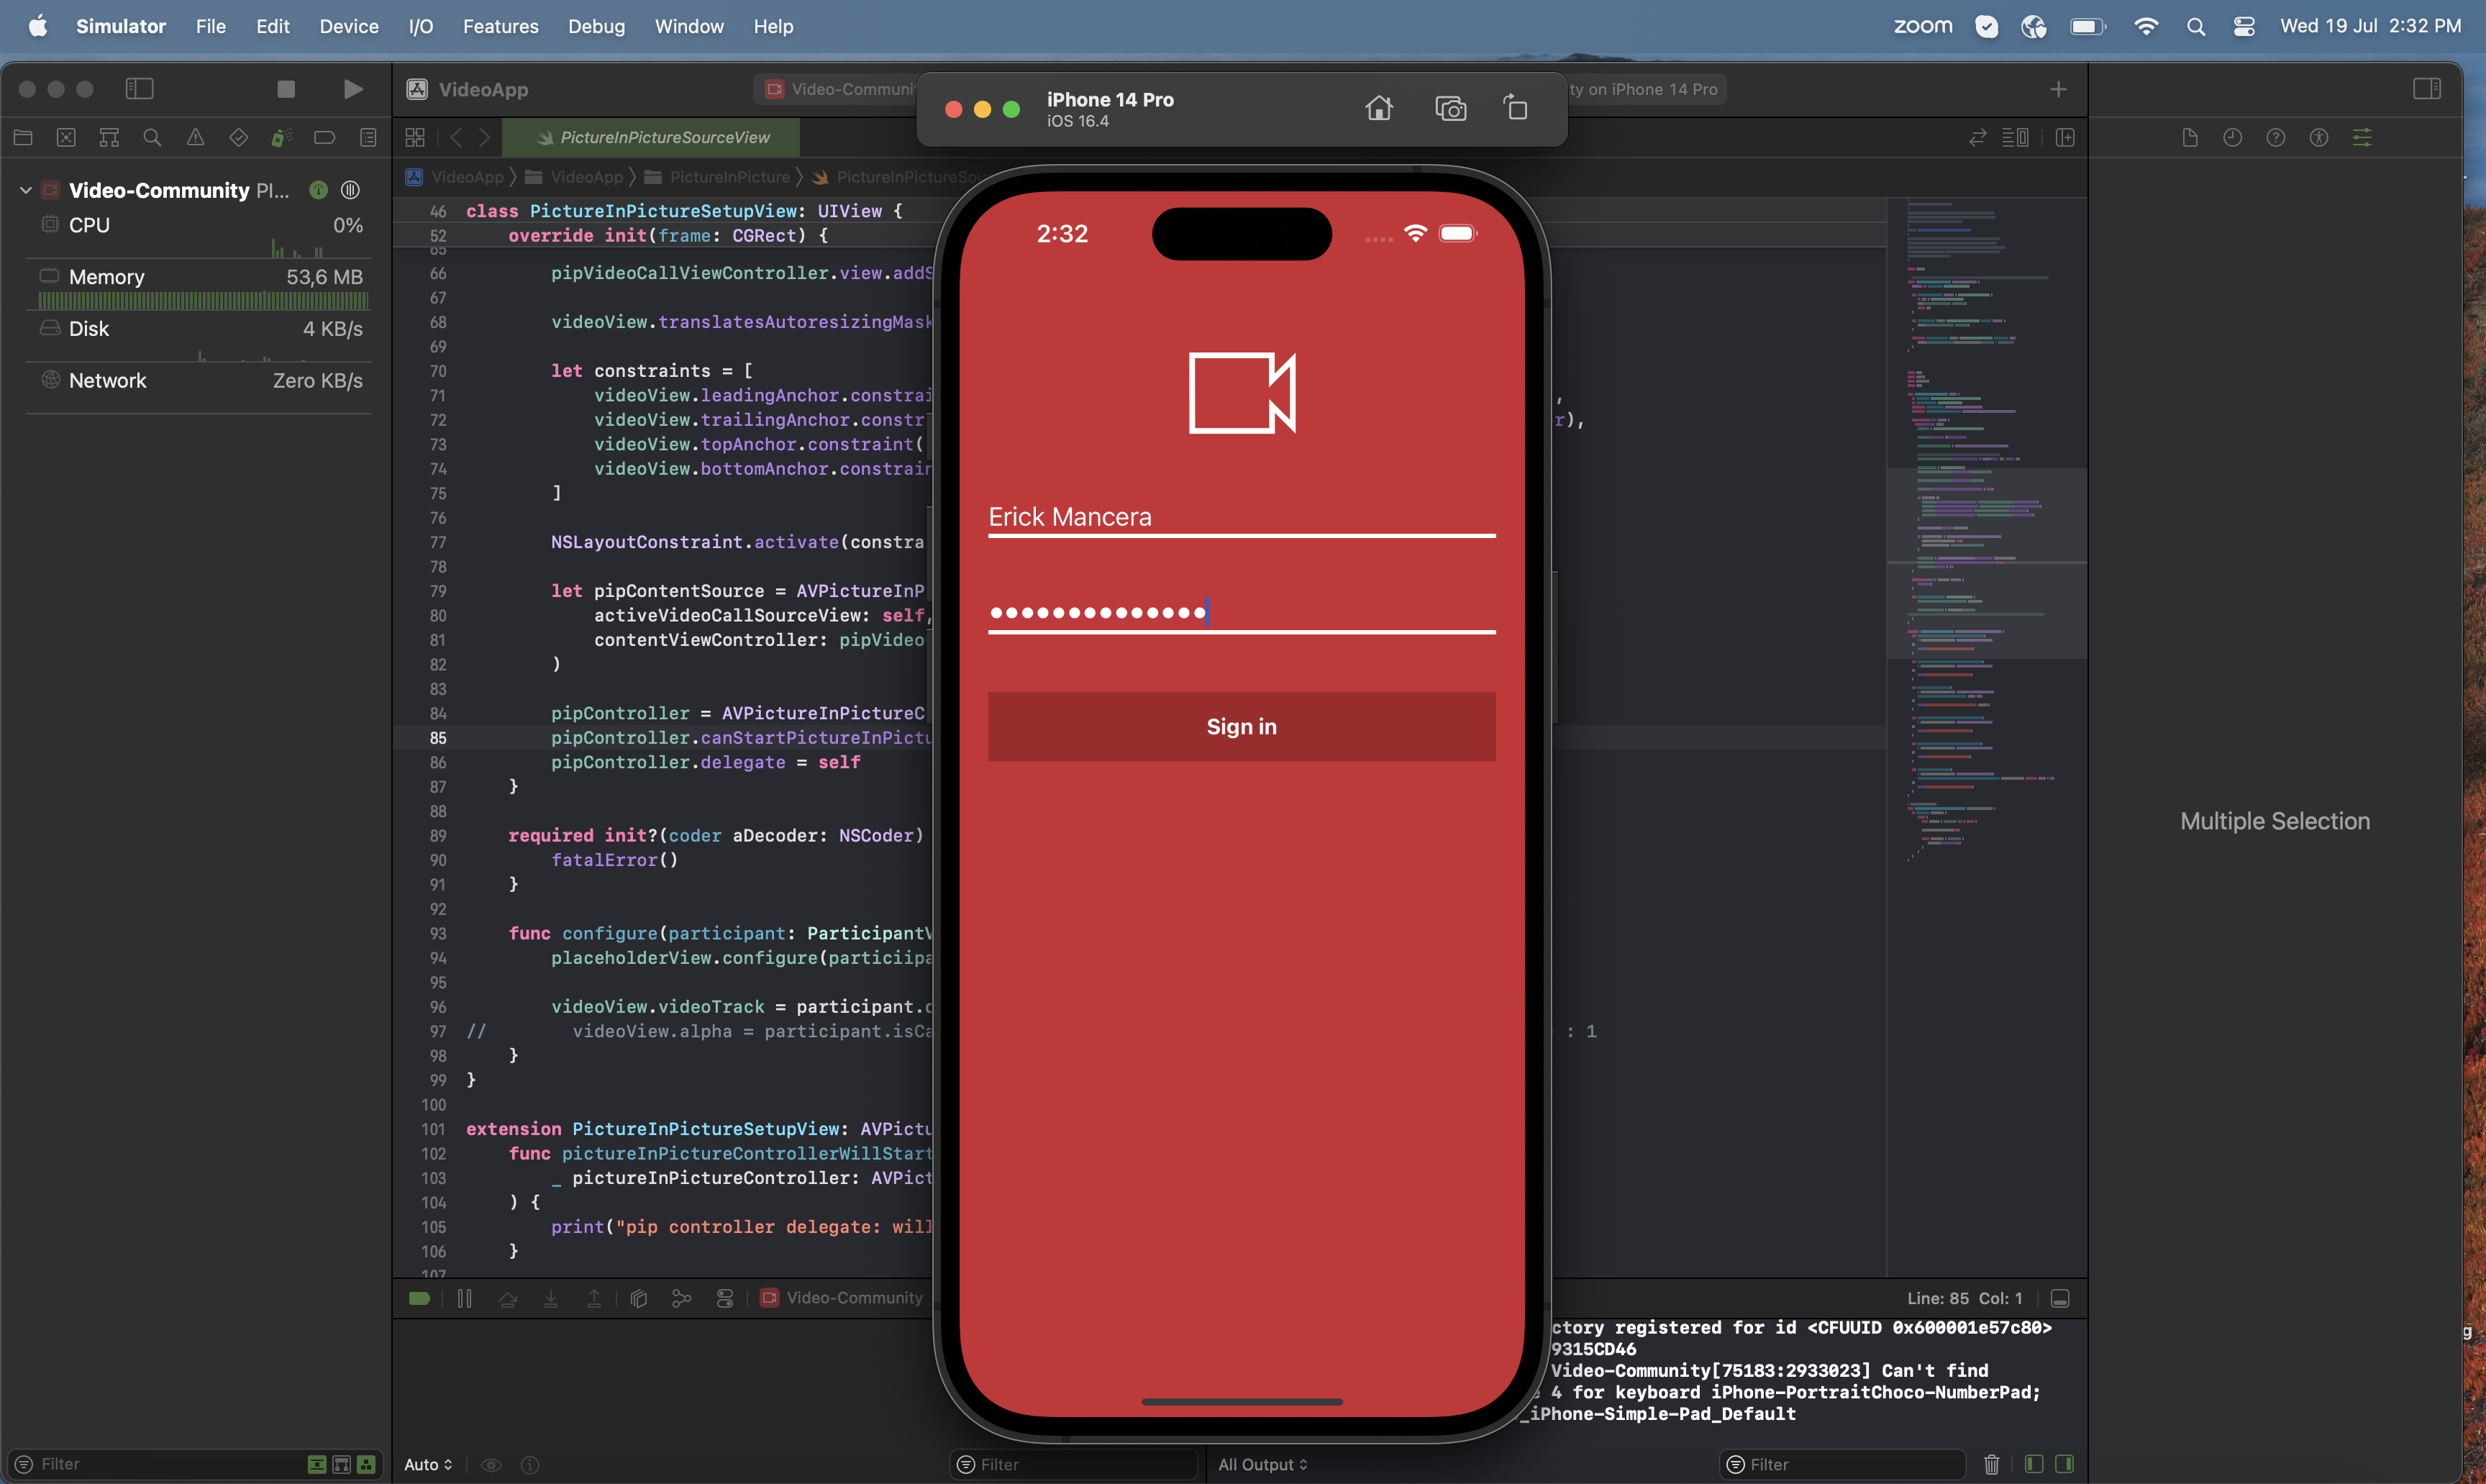 Simulator File Edit Device I/O Features Debug Window Help
zoom Wed 19 Jul 2:32 PM
VideoApp
Video-Communi
ty on iPhone 14 Pro
iPhone 14 Pro
iOS 16.4
PictureInPictureSourceView
VideoApp VideoApp PictureInPicture PictureInPictureSou
Video-Community PI...
CPU 0%
Memory 53,6 MB
Disk 4 KB/s
Network Zero KB/s
46 class PictureInPictureSetupView: UIView {
52 override init(frame: CGRect) {
65
66 pipVideoCallViewController.view.addS
67
68 videoView.translatesAutoresizingMask
69
70 let constraints = [
71 videoView.leadingAnchor.constrai ,
72 videoView.trailingAnchor.constr r),
73 videoView.topAnchor.constraint(
74 videoView.bottomAnchor.constrain
75 ]
76
77 NSLayoutConstraint.activate(constra
78
79 let pipContentSource = AVPictureInP
80 activeVideoCallSourceView: self,
81 contentViewController: pipVideo
82 )
83
84 pipController = AVPictureInPictureC
85 pipController.canStartPictureInPictu
86 pipController.delegate = self
87 }
88
89 required init?(coder aDecoder: NSCoder)
90 fatalError()
91 }
92
93 func configure(participant: ParticipantV
94 placeholderView.configure(particiipa
95
96 videoView.videoTrack = participant.c
97 // videoView.alpha = participant.isCa : 1
98 }
99 }
100
101 extension PictureInPictureSetupView: AVPictu
102 func pictureInPictureControllerWillStart
103 _ pictureInPictureController: AVPict
104 ) {
105 print("pip controller delegate: will
106 }
107
2:32
Erick Mancera
••••••••••••••
Sign in
Multiple Selection
Video-Community
Line: 85 Col: 1
ctory registered for id <CFUUID 0x600001e57c80>
9315CD46
Video-Community[75183:2933023] Can't find
4 for keyboard iPhone-PortraitChoco-NumberPad;
_iPhone-Simple-Pad_Default
Filter
Auto
Filter
All Output
Filter